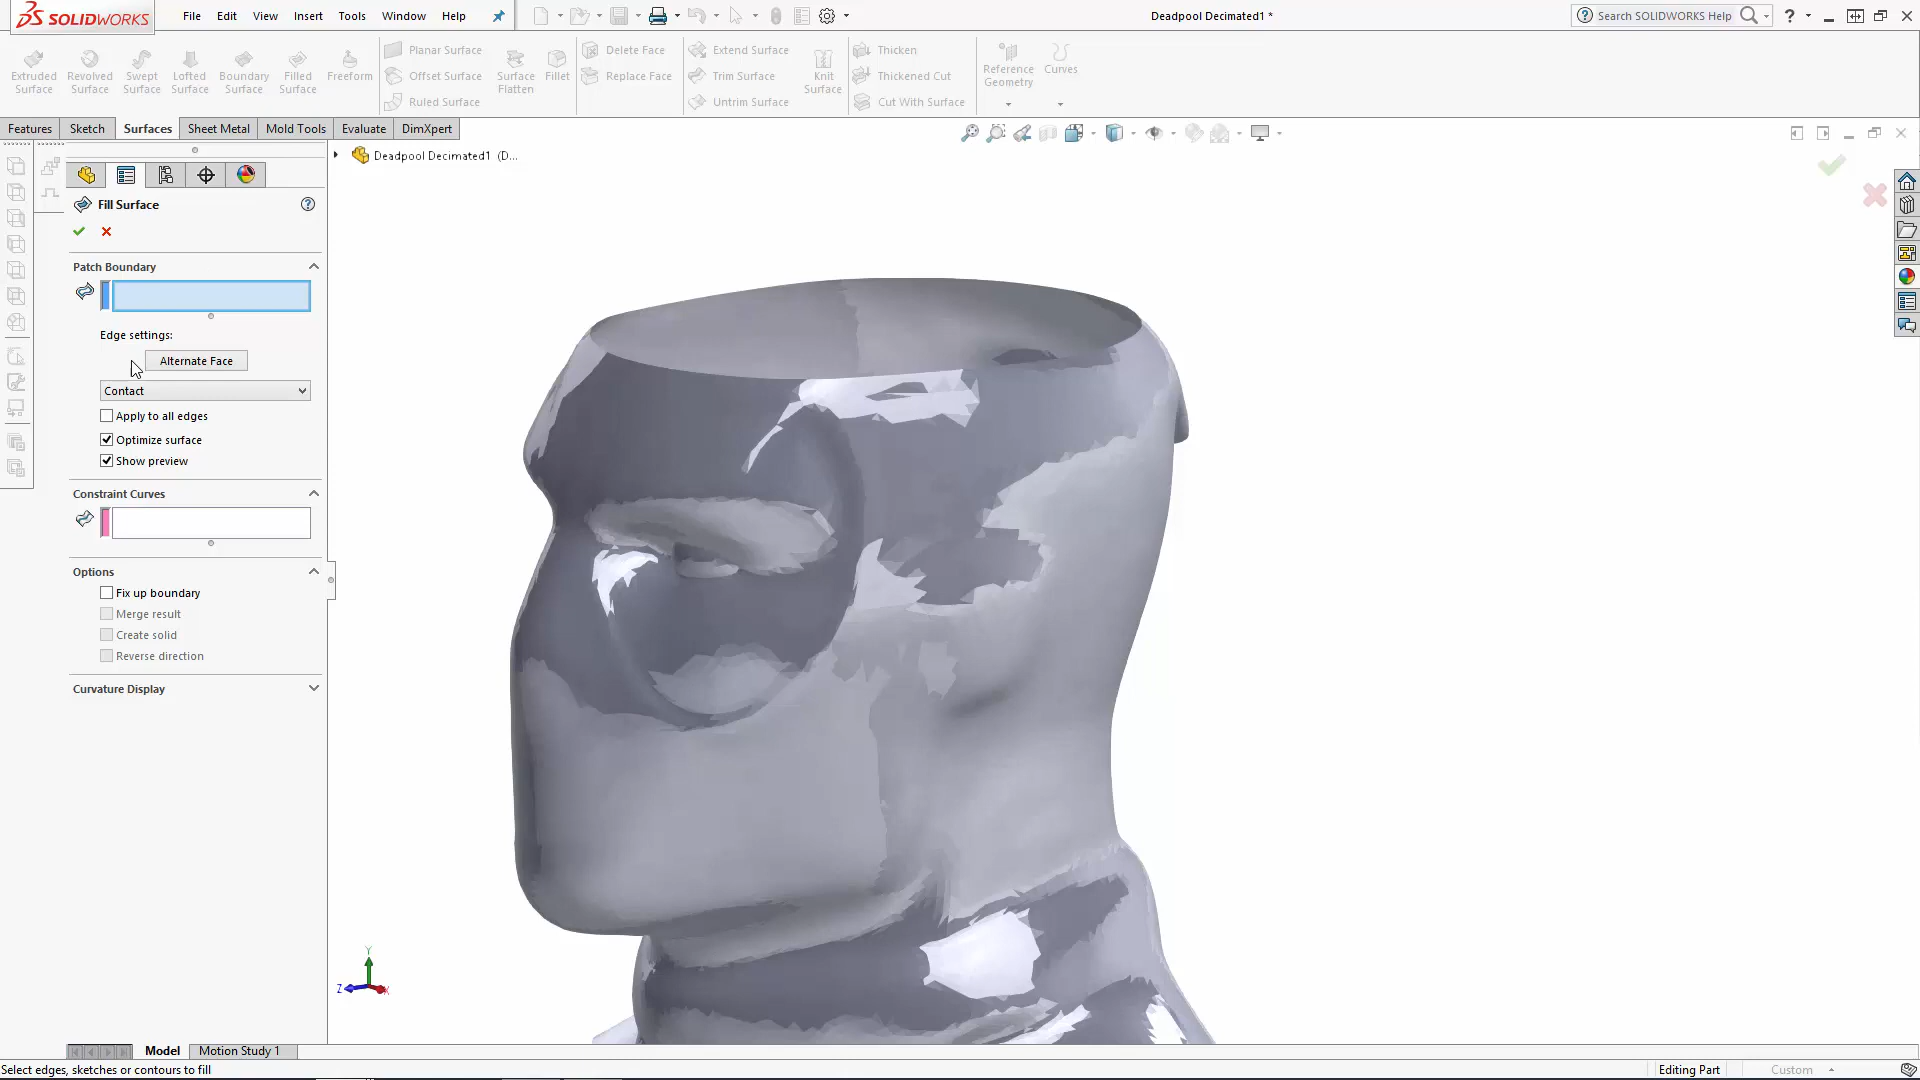 SOLIDWORKS
File Edit View Insert Tools Window Help
Deadpool Decimated1 *
Search SOLIDWORKS Help
Extruded Surface
Revolved Surface
Swept Surface
Lofted Surface
Boundary Surface
Filled Surface
Freeform
Planar Surface
Offset Surface
Ruled Surface
Surface Flatten
Fillet
Delete Face
Replace Face
Extend Surface
Trim Surface
Untrim Surface
Knit Surface
Thicken
Thickened Cut
Cut With Surface
Reference Geometry
Curves
Features Sketch Surfaces Sheet Metal Mold Tools Evaluate DimXpert
Deadpool Decimated1 (D...
Fill Surface
Patch Boundary
Edge settings:
Alternate Face
Contact
Apply to all edges
Optimize surface
Show preview
Constraint Curves
Options
Fix up boundary
Merge result
Create solid
Reverse direction
Curvature Display
Y
Z
X
Model Motion Study 1
Select edges, sketches or contours to fill
Editing Part
Custom